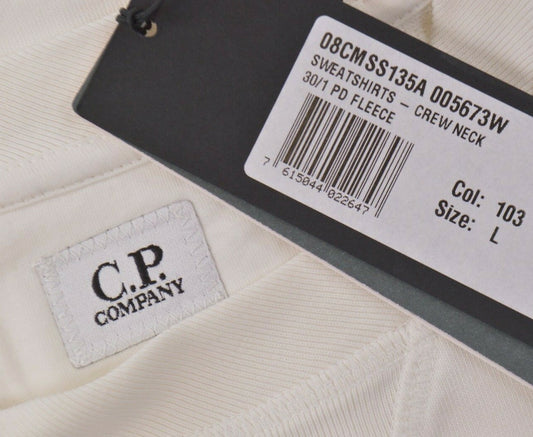 08CMSS135A 005673W
SWEATSHIRTS - CREW NECK
30/1 PD FLEECE
7 615044 022647
Col: 103
Size: L
C.P.
COMPANY